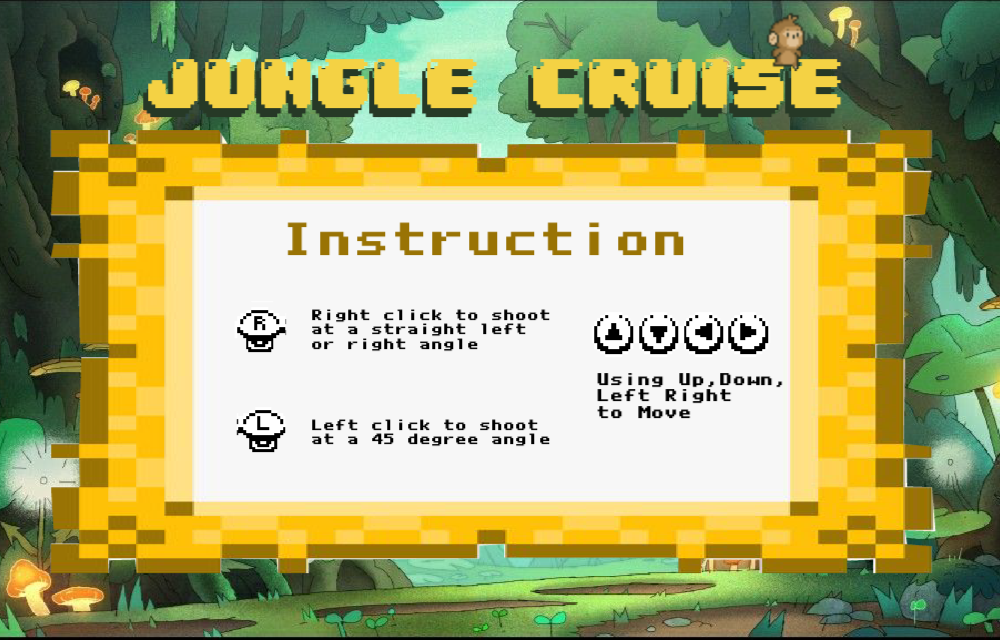 JUNGLE CRUISE
Instruction
R
Right click to shoot
at a straight left
or right angle
L
Left click to shoot
at a 45 degree angle
Using Up,Down,
Left Right
to Move